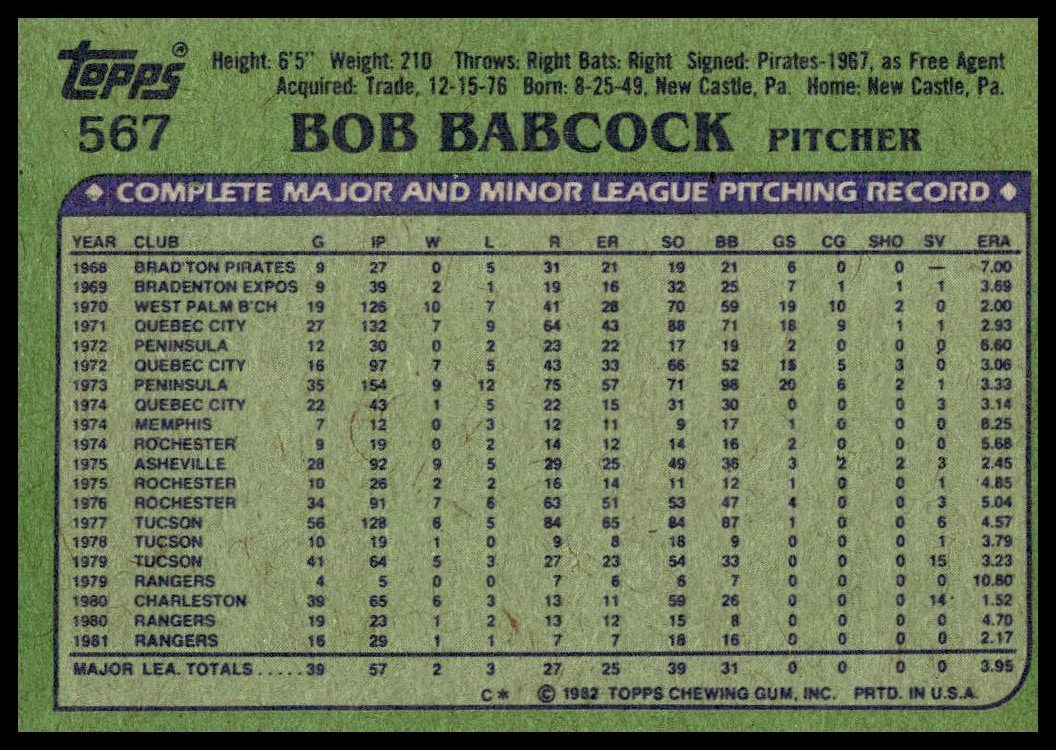 Topps® Height: 6'5" Weight: 210 Throws: Right Bats: Right Signed: Pirates-1967, as Free Agent
Acquired: Trade, 12-15-76 Born: 8-25-49, New Castle, Pa. Home: New Castle, Pa.
567 BOB BABCOCK PITCHER
COMPLETE MAJOR AND MINOR LEAGUE PITCHING RECORD
YEAR CLUB G IP W L R ER SO BB GS CG SHO SV ERA
1968 BRAD'TON PIRATES 9 27 0 5 31 21 19 21 6 0 0 — 7.00
1969 BRADENTON EXPOS 9 39 2 1 19 16 32 25 7 1 1 1 3.69
1970 WEST PALM B'CH 19 126 10 7 41 28 70 59 19 10 2 0 2.00
1971 QUEBEC CITY 27 132 7 9 64 43 88 71 18 9 1 1 2.93
1972 PENINSULA 12 30 0 2 23 22 17 19 2 0 0 0 6.60
1972 QUEBEC CITY 16 97 7 5 43 33 66 52 15 5 3 0 3.06
1973 PENINSULA 35 154 9 12 75 57 71 98 20 6 2 1 3.33
1974 QUEBEC CITY 22 43 1 5 22 15 31 30 0 0 0 3 3.14
1974 MEMPHIS 7 12 0 3 12 11 9 17 1 0 0 0 8.25
1974 ROCHESTER 9 19 0 2 14 12 14 16 2 0 0 0 5.68
1975 ASHEVILLE 28 92 9 5 29 25 49 36 3 2 2 3 2.45
1975 ROCHESTER 10 26 2 2 16 14 11 12 1 0 0 1 4.85
1976 ROCHESTER 34 91 7 6 63 51 53 47 4 0 0 3 5.04
1977 TUCSON 56 128 6 5 84 65 84 87 1 0 0 6 4.57
1978 TUCSON 10 19 1 0 9 8 18 9 0 0 0 1 3.79
1979 TUCSON 41 64 5 3 27 23 54 33 0 0 0 15 3.23
1979 RANGERS 4 5 0 0 7 6 6 7 0 0 0 0 10.80
1980 CHARLESTON 39 65 6 3 13 11 59 26 0 0 0 14 1.52
1980 RANGERS 19 23 1 2 13 12 15 8 0 0 0 0 4.70
1981 RANGERS 16 29 1 1 7 7 18 16 0 0 0 0 2.17
MAJOR LEA. TOTALS.....39 57 2 3 27 25 39 31 0 0 0 0 3.95
C* © 1982 TOPPS CHEWING GUM, INC. PRTD. IN U.S.A.